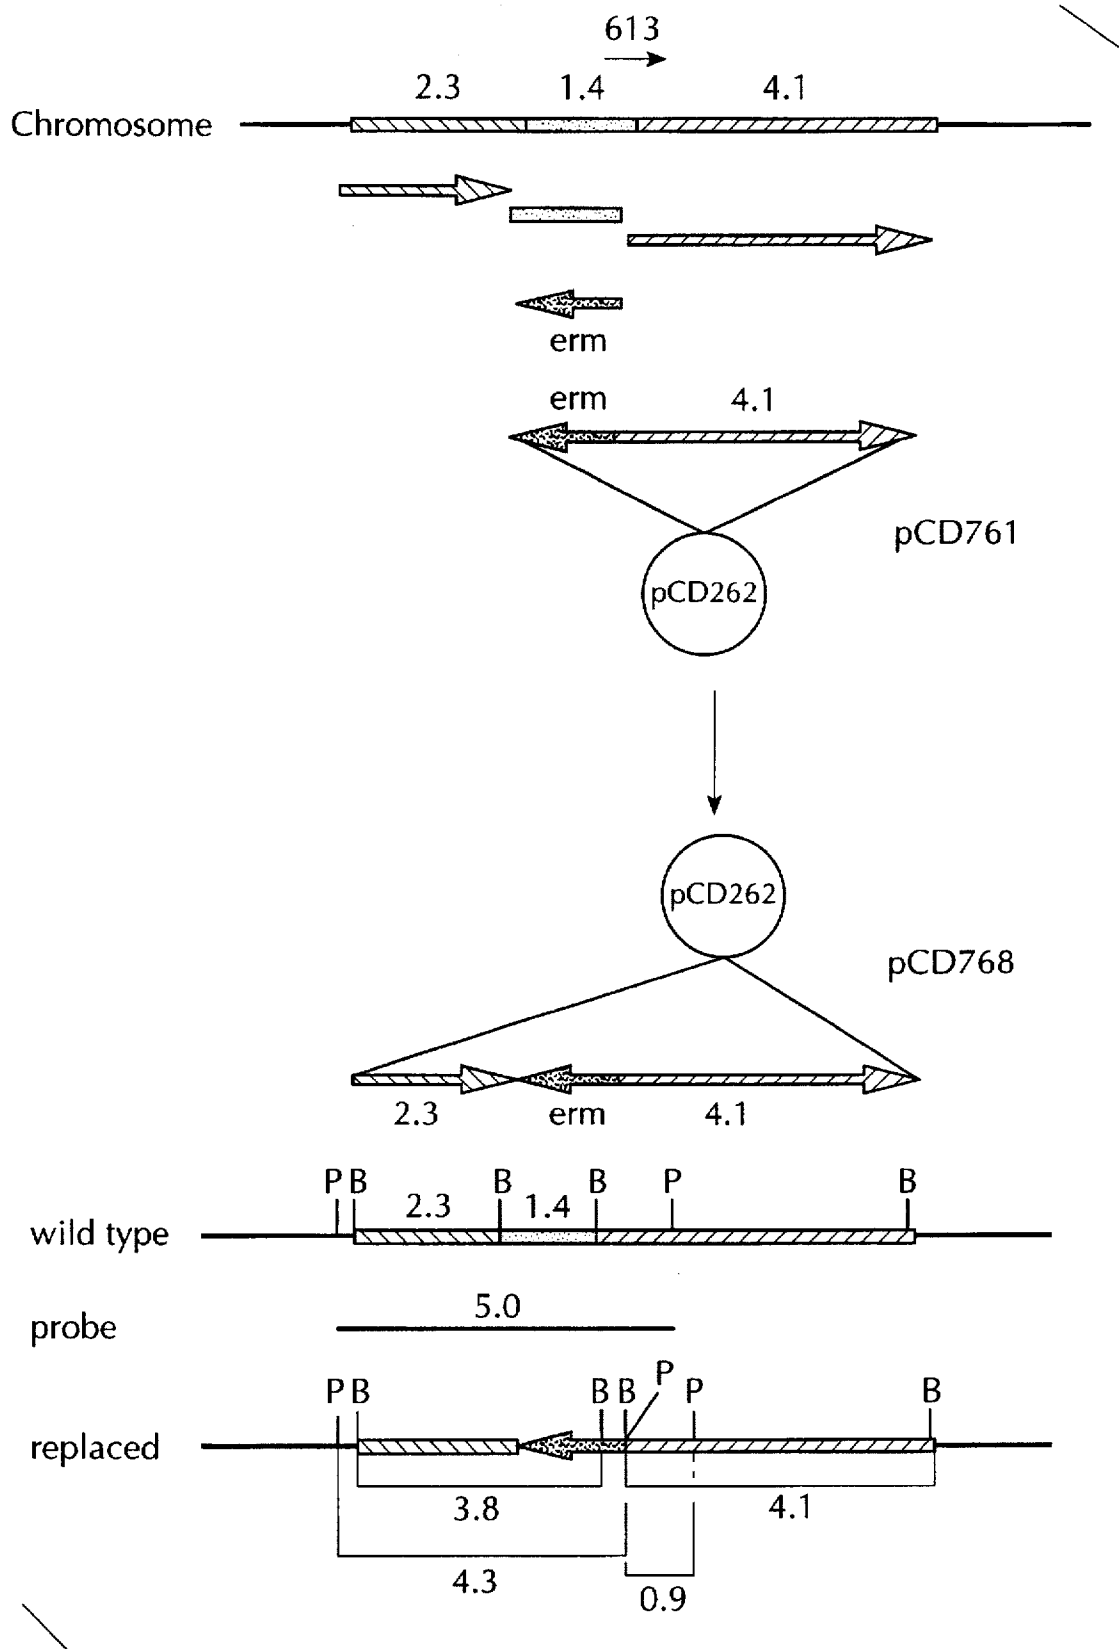 613
2.3 1.4 4.1
Chromosome
erm
erm 4.1
pCD761
pCD262
pCD262
pCD768
2.3 erm 4.1
P B B B P B
2.3 1.4
wild type
5.0
probe
P B B B P P B
replaced
3.8 4.1
4.3
0.9